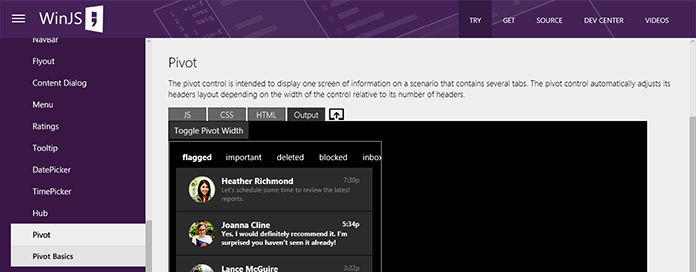 WinJS
TRY
GET
SOURCE
DEV CENTER
VIDEOS
NavBar
Flyout
Content Dialog
Menu
Ratings
Tooltip
DatePicker
TimePicker
Hub
Pivot
Pivot Basics
Pivot
The pivot control is intended to display one screen of information on a scenario that contains several tabs. The pivot control automatically adjusts its
headers layout depending on the width of the control relative to its number of headers.
JS
CSS
HTML
Output
Toggle Pivot Width
flagged
important
deleted
blocked
inbox
Heather Richmond
7:30p
Let's schedule some time to review the latest
reports.
Joanna Cline
5:34p
Yes, I would definitely recommend it. I'm
surprised you haven't seen it already!
Lance McGuire
3:32p